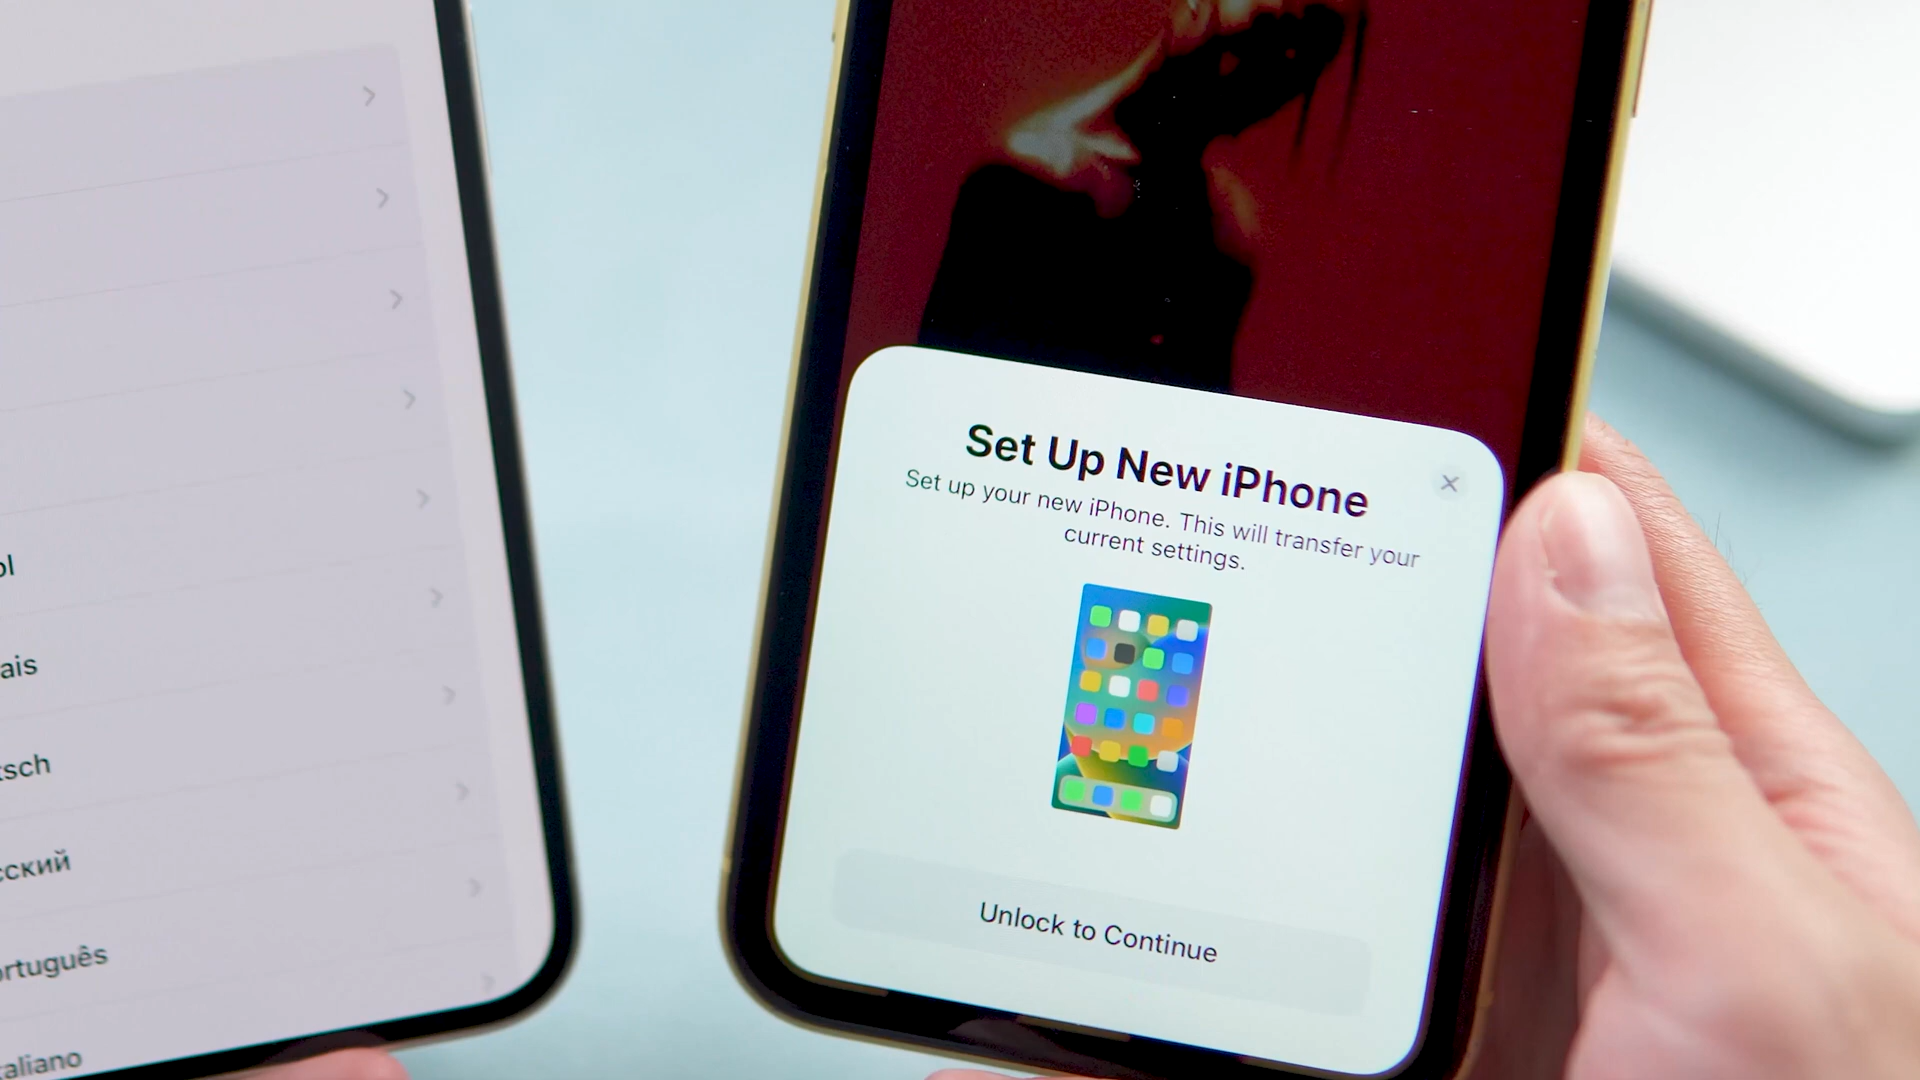 ol
ais
tsch
сский
rtuguês
taliano
Set Up New iPhone
Set up your new iPhone. This will transfer your
current settings.
Unlock to Continue